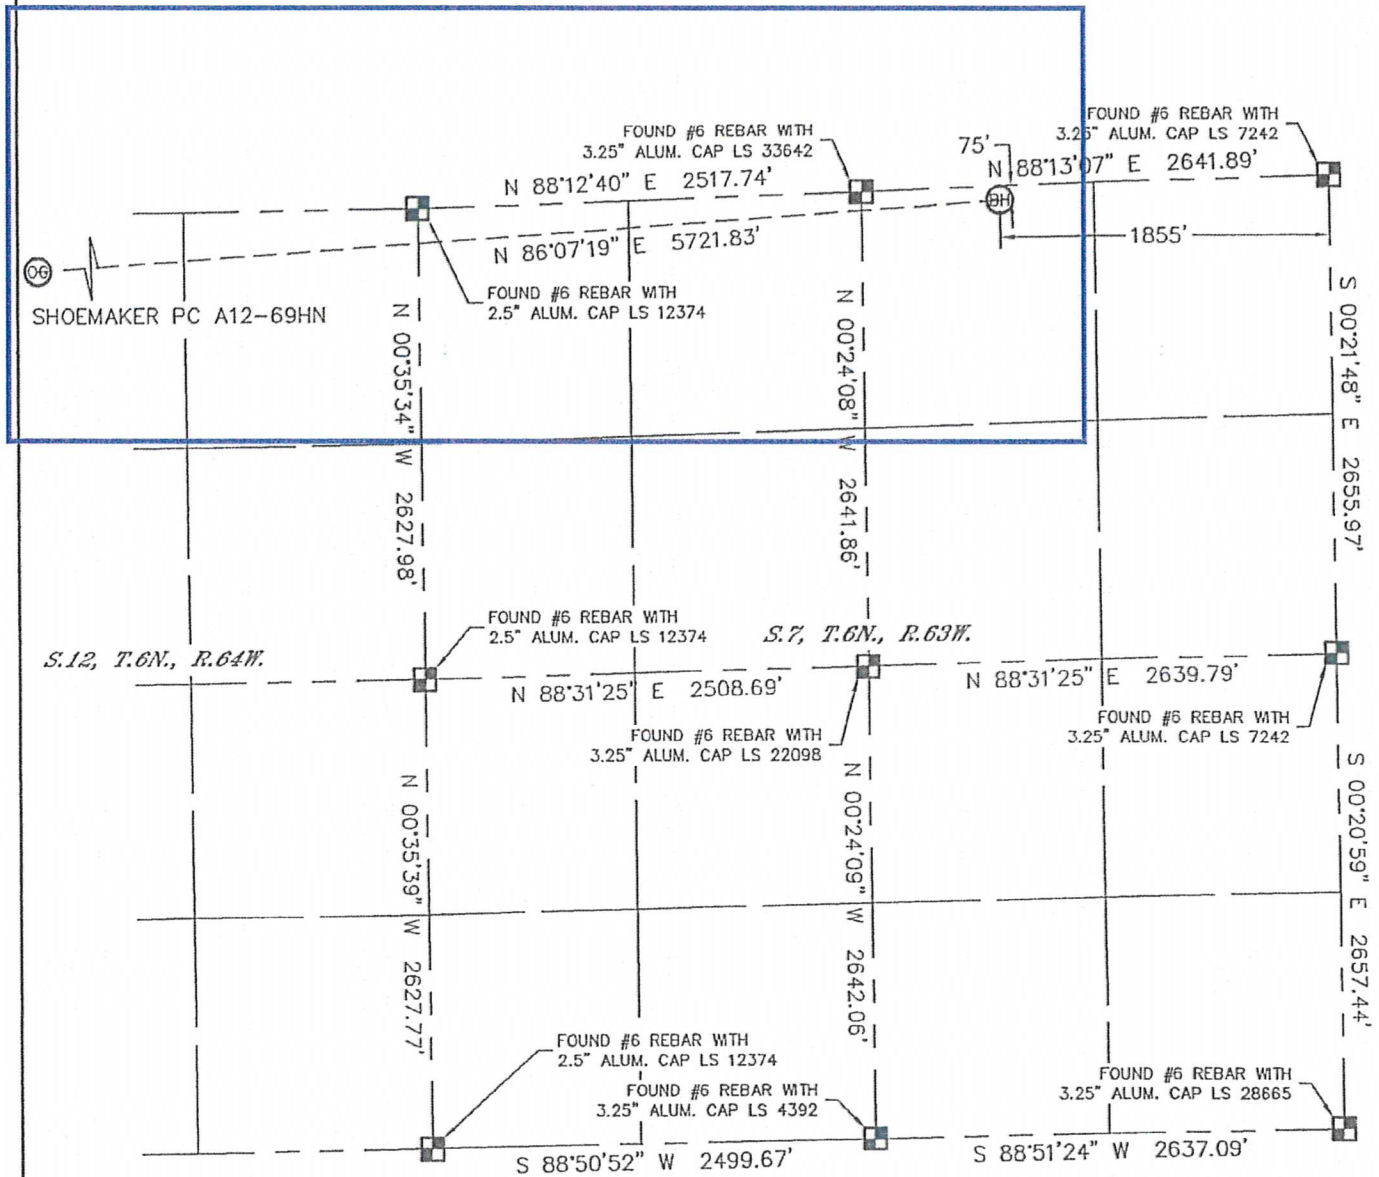 FOUND #6 REBAR WITH
3.25" ALUM. CAP LS 7242
FOUND #6 REBAR WITH
3.25" ALUM. CAP LS 33642
75'
N 88°13'07" E 2641.89'
N 88°12'40" E 2517.74'
BH
1855'
N 86°07'19" E 5721.83'
OG
SHOEMAKER PC A12-69HN
FOUND #6 REBAR WITH
2.5" ALUM. CAP LS 12374
N 00°35'34" W 2627.98'
N 00°24'08" W 2641.86'
S 00°21'48" E 2655.97'
FOUND #6 REBAR WITH
2.5" ALUM. CAP LS 12374
S.7, T.6N., R.63W.
S.12, T.6N., R.64W.
N 88°31'25" E 2508.69'
N 88°31'25" E 2639.79'
FOUND #6 REBAR WITH
3.25" ALUM. CAP LS 22098
FOUND #6 REBAR WITH
3.25" ALUM. CAP LS 7242
N 00°35'39" W 2627.77'
N 00°24'09" W 2642.06'
S 00°20'59" E 2657.44'
FOUND #6 REBAR WITH
2.5" ALUM. CAP LS 12374
FOUND #6 REBAR WITH
3.25" ALUM. CAP LS 4392
FOUND #6 REBAR WITH
3.25" ALUM. CAP LS 28665
S 88°50'52" W 2499.67'
S 88°51'24" W 2637.09'